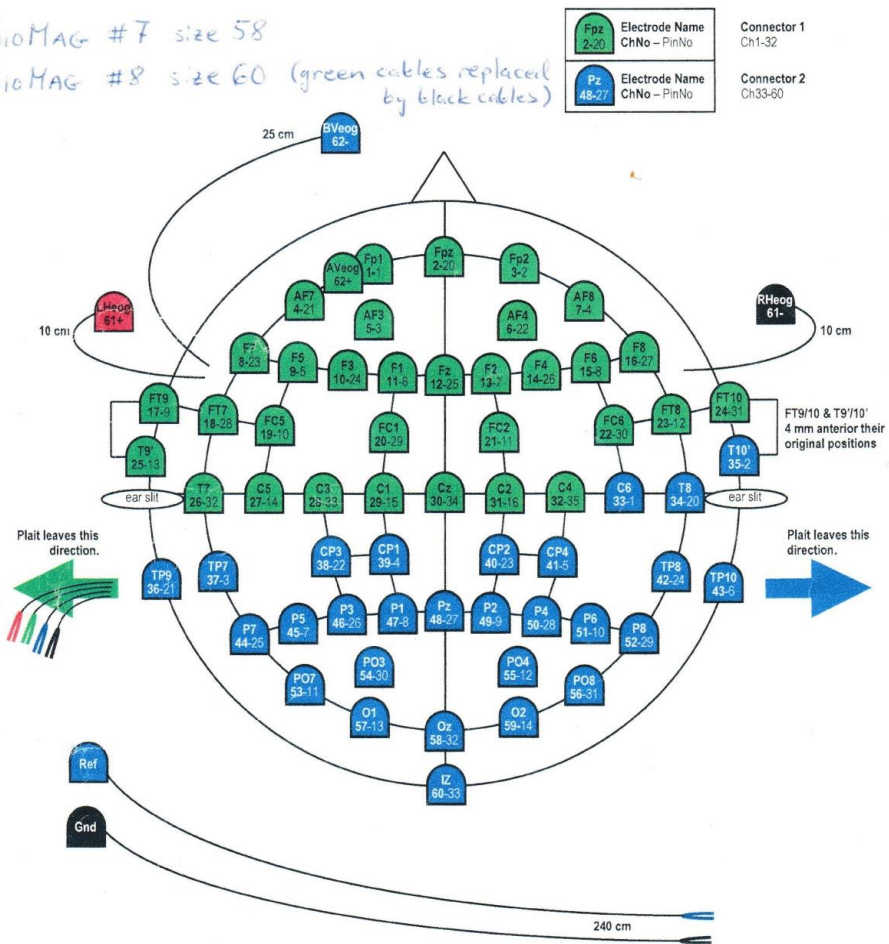 ioMAG #7 size 58
ioMAG #8 size 60 (green cables replaced
by black cables)
Fpz
2-20
Electrode Name
ChNo – PinNo
Connector 1
Ch1-32
Pz
48-27
Electrode Name
ChNo – PinNo
Connector 2
Ch33-60
BVeog
62-
25 cm
Fp1
1-1
Fpz
2-20
Fp2
3-2
AVeog
62+
AF7
4-21
AF3
5-3
AF4
6-22
AF8
7-4
LHeog
61+
10 cm
RHeog
61-
10 cm
F7
8-23
F5
9-5
F3
10-24
F1
11-6
Fz
12-25
F2
13-7
F4
14-26
F6
15-8
F8
16-27
FT9
17-9
FT7
18-28
FC5
19-10
FC1
20-29
FC2
21-11
FC6
22-30
FT8
23-12
FT10
24-31
FT9/10 & T9'/10'
4 mm anterior their
original positions
T9'
25-13
T10'
35-2
ear slit
T7
26-32
C5
27-14
C3
28-33
C1
29-15
Cz
30-34
C2
31-16
C4
32-35
C6
33-1
T8
34-20
ear slit
Plait leaves this
direction.
Plait leaves this
direction.
TP9
36-21
TP7
37-3
CP3
38-22
CP1
39-4
CP2
40-23
CP4
41-5
TP8
42-24
TP10
43-6
P7
44-25
P5
45-7
P3
46-26
P1
47-8
Pz
48-27
P2
49-9
P4
50-28
P6
51-10
P8
52-29
PO7
53-11
PO3
54-30
PO4
55-12
PO8
56-31
O1
57-13
Oz
58-32
O2
59-14
IZ
60-33
Ref
Gnd
240 cm